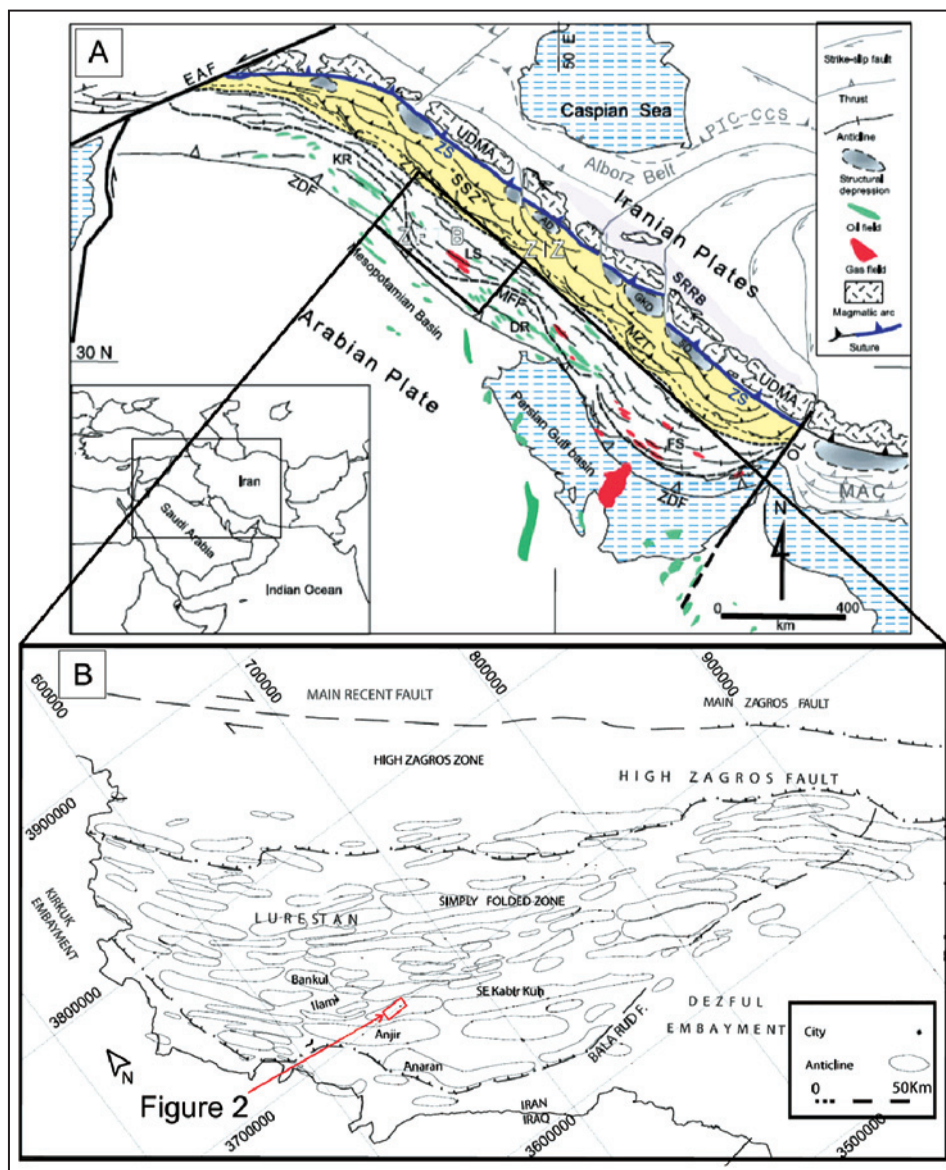 A
EAF
50 E
Caspian Sea
PTC-CCS
Alborz Belt
Iranian Plates
UDMA
ZS
KR
ZDF
"SSZ"
AD
ZIZ
LS
Mesopotamian Basin
MFF
DR
GKD
SRRB
SD
MZT
UDMA
ZS
Arabian Plate
30 N
Persian Gulf basin
FS
ZDF
MAC
N
0 400
km
Strike-slip fault
Thrust
Anticline
Structural
depression
Oil field
Gas field
Magmatic arc
Suture
Iran
Saudi Arabia
Indian Ocean
B
600000
700000
800000
900000
MAIN RECENT FAULT
MAIN ZAGROS FAULT
HIGH ZAGROS ZONE
HIGH ZAGROS FAULT
3900000
KIRKUK
EMBAYMENT
SIMPLY FOLDED ZONE
LURESTAN
Bankul
Ilam
SE Kabir Kuh
3800000
Anjir
DEZFUL
EMBAYMENT
BALA RUD F.
Anaran
N
Figure 2
3700000
IRAN
IRAQ
3600000
3500000
City
Anticline
0 50Km